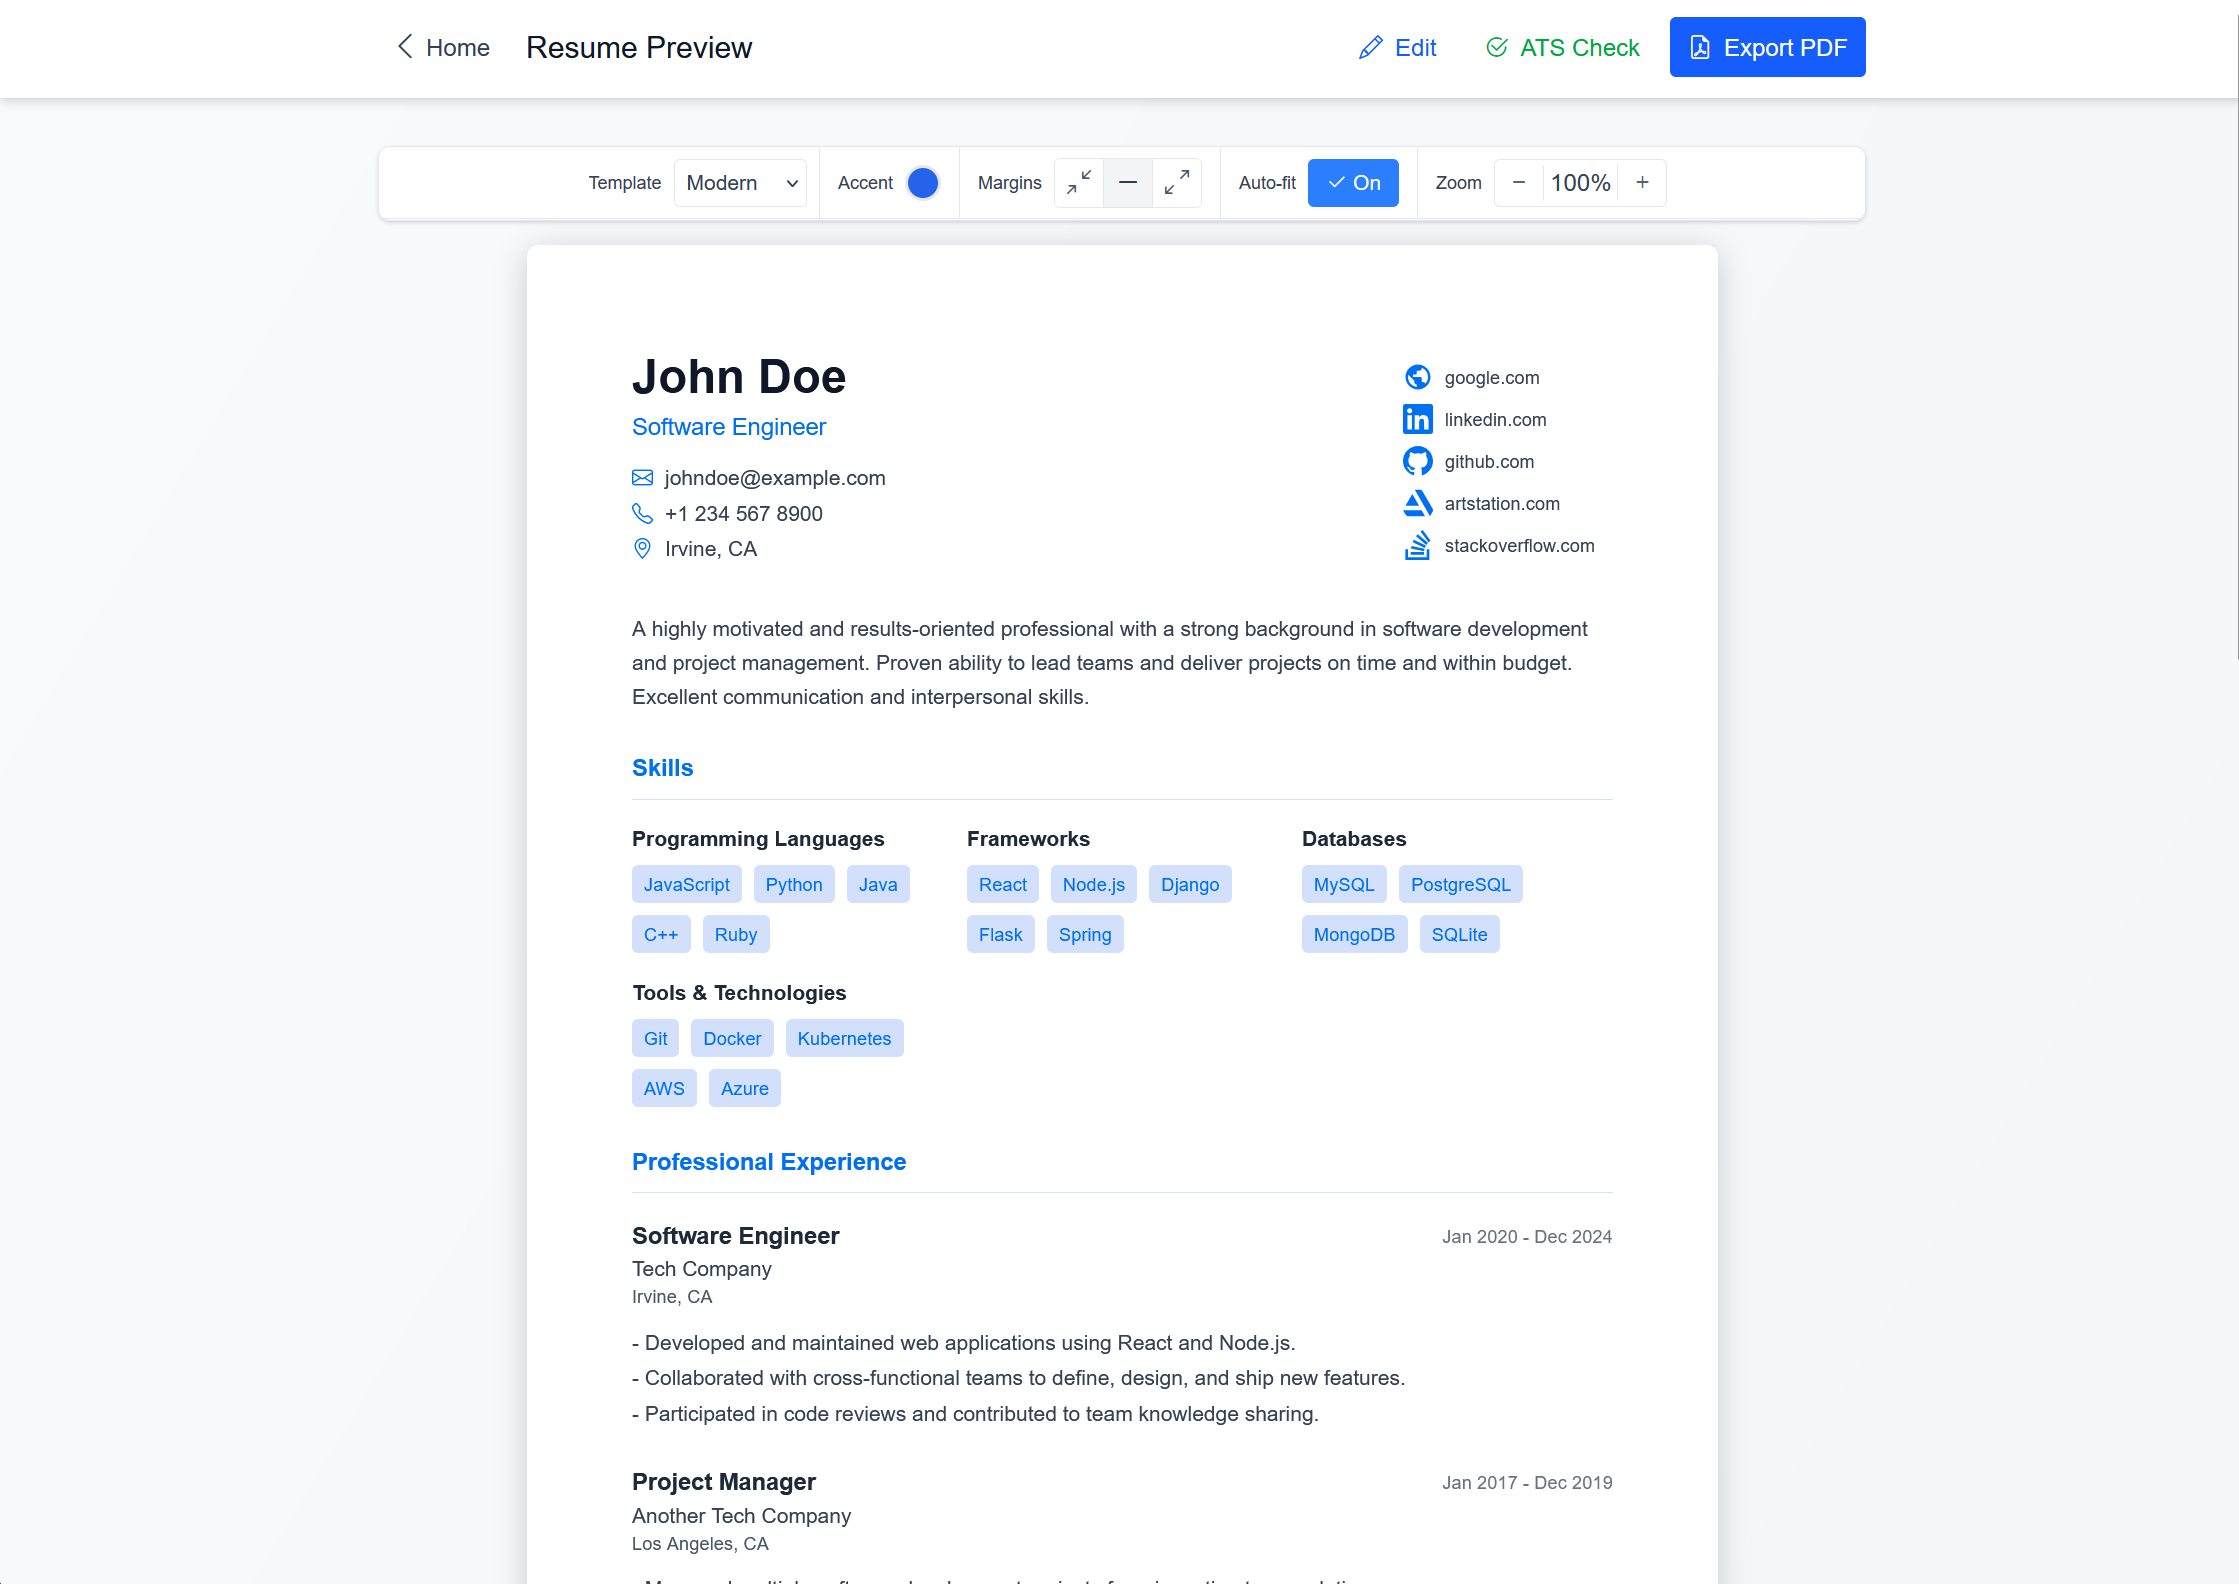 Home Resume Preview Edit ATS Check Export PDF
Template Modern Accent Margins Auto-fit On Zoom − 100% +
John Doe
Software Engineer
johndoe@example.com
+1 234 567 8900
Irvine, CA
google.com
linkedin.com
github.com
artstation.com
stackoverflow.com
A highly motivated and results-oriented professional with a strong background in software development
and project management. Proven ability to lead teams and deliver projects on time and within budget.
Excellent communication and interpersonal skills.
Skills
Programming Languages
JavaScript Python Java
C++ Ruby
Frameworks
React Node.js Django
Flask Spring
Databases
MySQL PostgreSQL
MongoDB SQLite
Tools & Technologies
Git Docker Kubernetes
AWS Azure
Professional Experience
Software Engineer Jan 2020 - Dec 2024
Tech Company
Irvine, CA
- Developed and maintained web applications using React and Node.js.
- Collaborated with cross-functional teams to define, design, and ship new features.
- Participated in code reviews and contributed to team knowledge sharing.
Project Manager Jan 2017 - Dec 2019
Another Tech Company
Los Angeles, CA